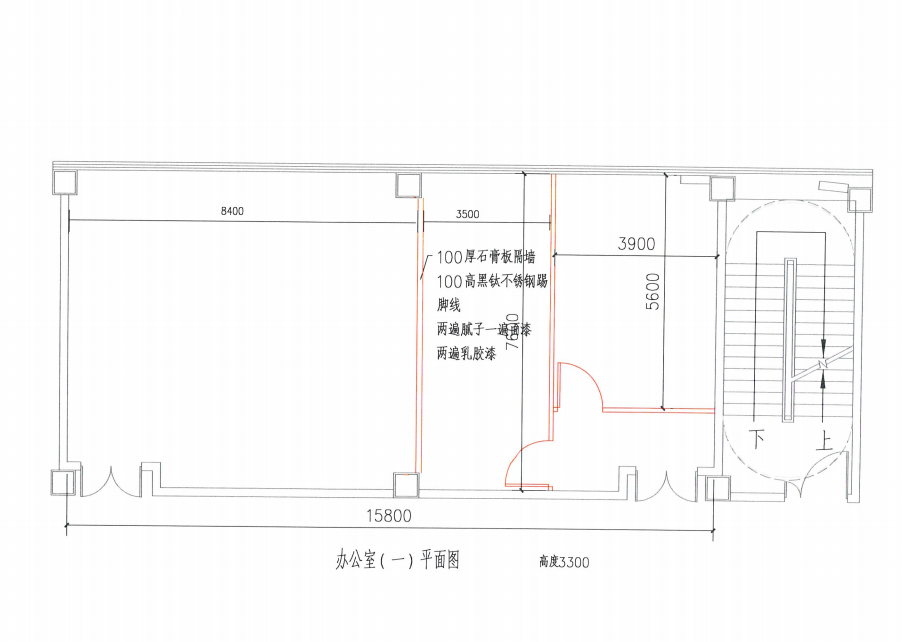 8400
3500
3900
5600
7600
100厚石膏板隔墙
100高黑钛不锈钢踢
脚线
两遍腻子一遍面漆
两遍乳胶漆
下
上
15800
办公室(一)平面图
高度3300